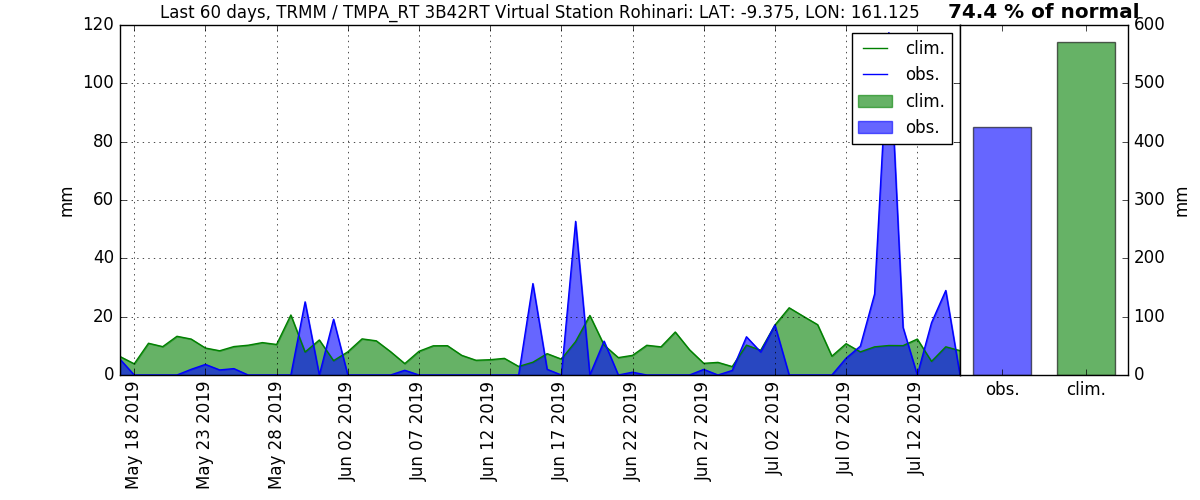 Last 60 days, TRMM / TMPA_RT 3B42RT Virtual Station Rohinari: LAT: -9.375, LON: 161.125
74.4 % of normal
120
100
80
60
40
20
0
mm
clim.
obs.
clim.
obs.
May 18 2019
May 23 2019
May 28 2019
Jun 02 2019
Jun 07 2019
Jun 12 2019
Jun 17 2019
Jun 22 2019
Jun 27 2019
Jul 02 2019
Jul 07 2019
Jul 12 2019
600
500
400
300
200
100
0
mm
obs.
clim.